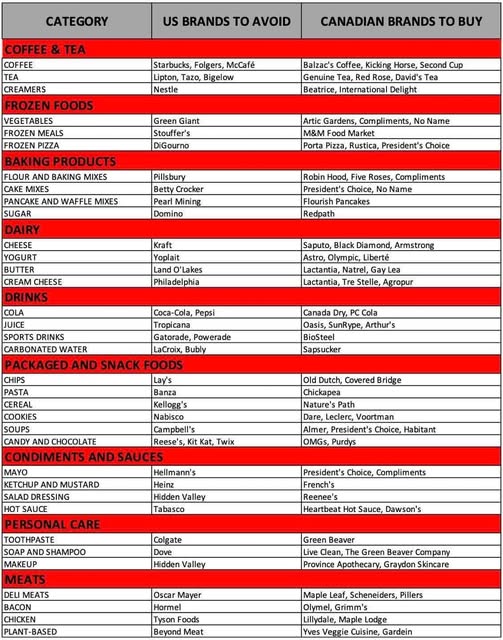 CATEGORY US BRANDS TO AVOID CANADIAN BRANDS TO BUY
COFFEE & TEA
COFFEE Starbucks, Folgers, McCafé Balzac's Coffee, Kicking Horse, Second Cup
TEA Lipton, Tazo, Bigelow Genuine Tea, Red Rose, David's Tea
CREAMERS Nestle Beatrice, International Delight
FROZEN FOODS
VEGETABLES Green Giant Artic Gardens, Compliments, No Name
FROZEN MEALS Stouffer's M&M Food Market
FROZEN PIZZA DiGourno Porta Pizza, Rustica, President's Choice
BAKING PRODUCTS
FLOUR AND BAKING MIXES Pillsbury Robin Hood, Five Roses, Compliments
CAKE MIXES Betty Crocker President's Choice, No Name
PANCAKE AND WAFFLE MIXES Pearl Mining Flourish Pancakes
SUGAR Domino Redpath
DAIRY
CHEESE Kraft Saputo, Black Diamond, Armstrong
YOGURT Yoplait Astro, Olympic, Liberté
BUTTER Land O'Lakes Lactantia, Natrel, Gay Lea
CREAM CHEESE Philadelphia Lactantia, Tre Stelle, Agropur
DRINKS
COLA Coca-Cola, Pepsi Canada Dry, PC Cola
JUICE Tropicana Oasis, SunRype, Arthur's
SPORTS DRINKS Gatorade, Powerade BioSteel
CARBONATED WATER LaCroix, Bubly Sapsucker
PACKAGED AND SNACK FOODS
CHIPS Lay's Old Dutch, Covered Bridge
PASTA Banza Chickapea
CEREAL Kellogg's Nature's Path
COOKIES Nabisco Dare, Leclerc, Voortman
SOUPS Campbell's Almer, President's Choice, Habitant
CANDY AND CHOCOLATE Reese's, Kit Kat, Twix OMGs, Purdys
CONDIMENTS AND SAUCES
MAYO Hellmann's President's Choice, Compliments
KETCHUP AND MUSTARD Heinz French's
SALAD DRESSING Hidden Valley Reenee's
HOT SAUCE Tabasco Heartbeat Hot Sauce, Dawson's
PERSONAL CARE
TOOTHPASTE Colgate Green Beaver
SOAP AND SHAMPOO Dove Live Clean, The Green Beaver Company
MAKEUP Hidden Valley Province Apothecary, Graydon Skincare
MEATS
DELI MEATS Oscar Mayer Maple Leaf, Scheneiders, Pillers
BACON Hormel Olymel, Grimm's
CHICKEN Tyson Foods Lillydale, Maple Lodge
PLANT-BASED Beyond Meat Yves Veggie Cuisine, Gardein